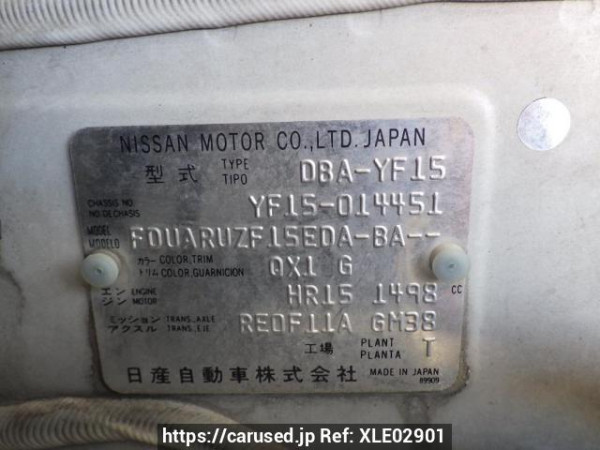 NISSAN MOTOR CO.,LTD. JAPAN
型式 TYPE TIPO DBA-YF15
CHASSIS NO. NO.DE CHASIS YF15-014451
MODEL MODELO FDUARUZF15EDA-BA--
カラー COLOR,TRIM
トリム COLOR,GUARNICION QX1 G
エンジン ENGINE MOTOR HR15 1498 CC
ミッション TRANS.,AXLE
アクスル TRANS.,EJE RE0F11A GM38
工場 PLANT PLANTA T
日産自動車株式会社 MADE IN JAPAN
89909
https://carused.jp Ref: XLE02901